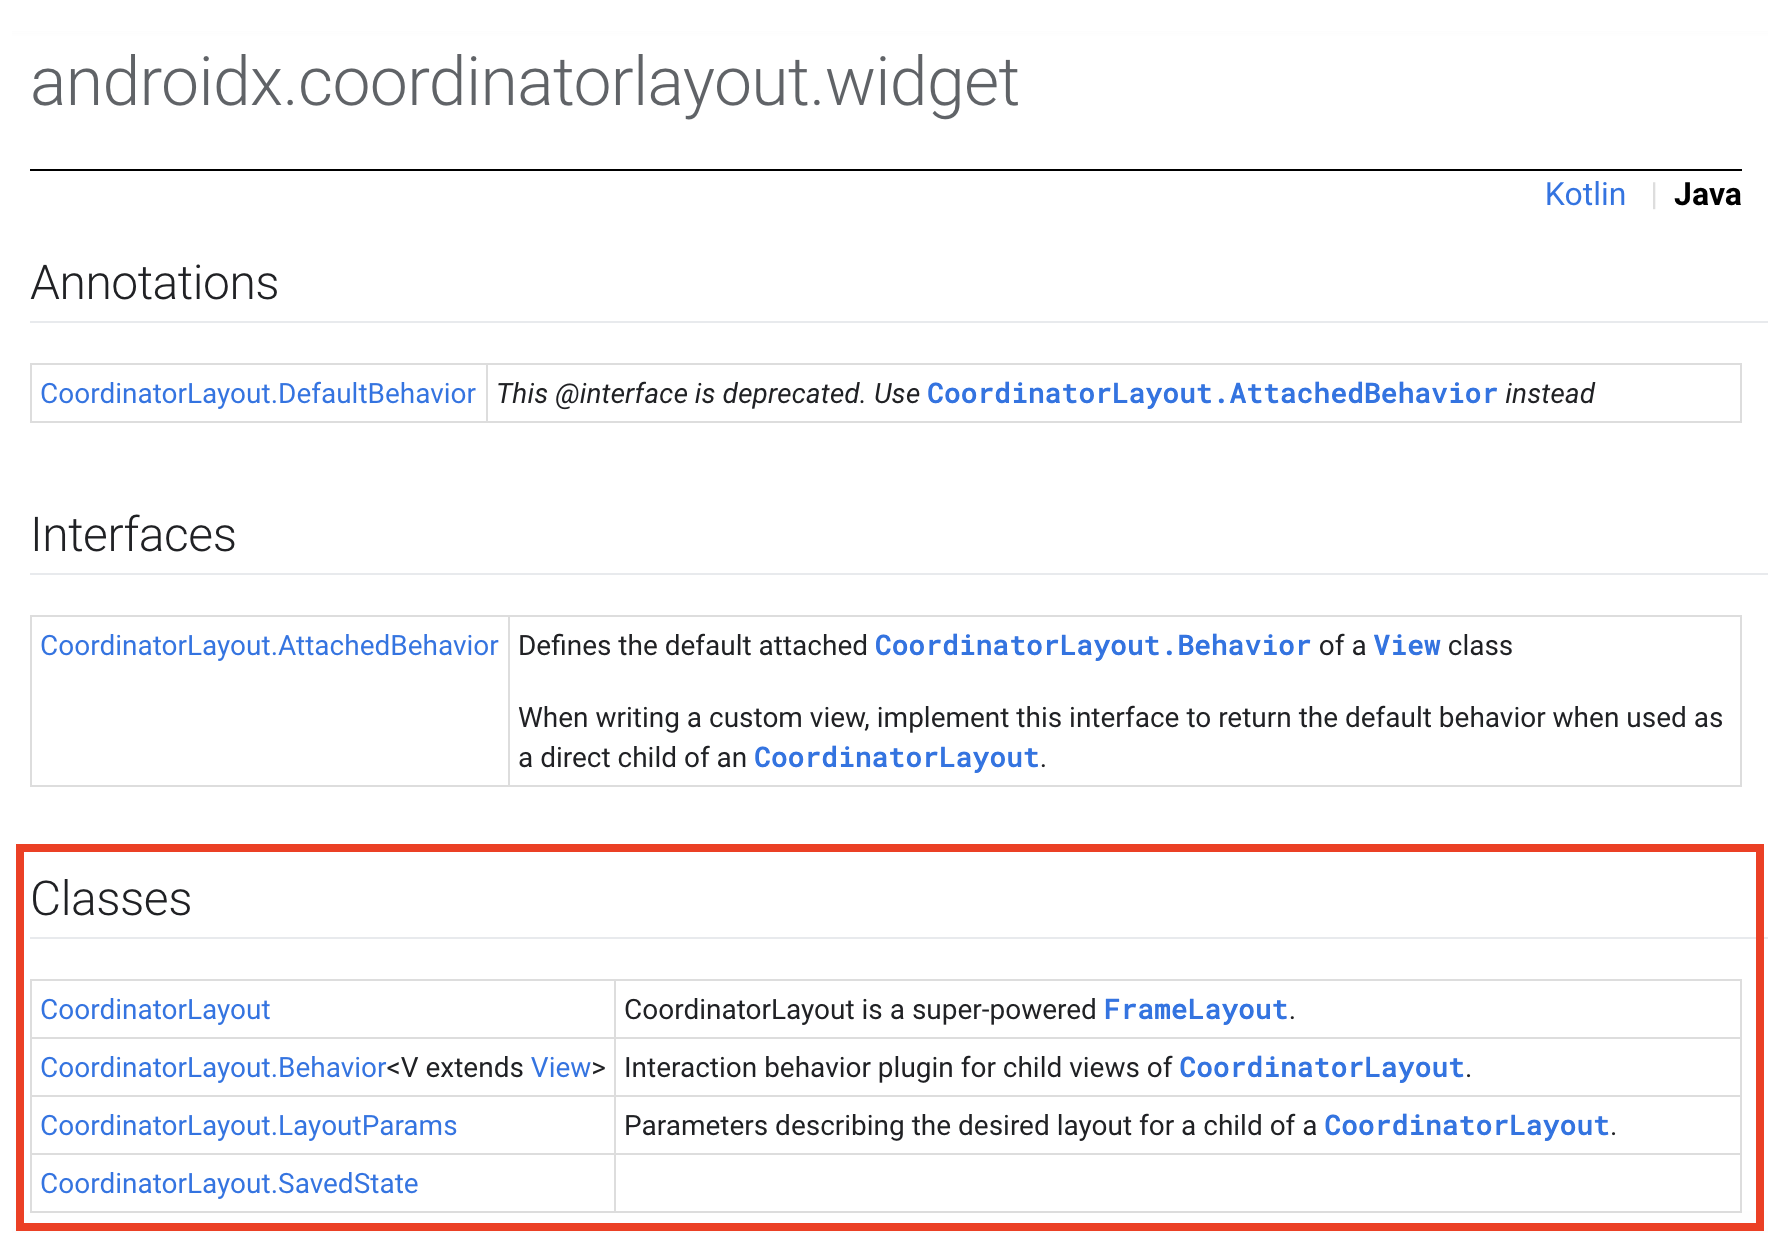 androidx.coordinatorlayout.widget
Kotlin | Java
Annotations
CoordinatorLayout.DefaultBehavior This @interface is deprecated. Use CoordinatorLayout.AttachedBehavior instead
Interfaces
CoordinatorLayout.AttachedBehavior Defines the default attached CoordinatorLayout.Behavior of a View class
When writing a custom view, implement this interface to return the default behavior when used as
a direct child of an CoordinatorLayout.
Classes
CoordinatorLayout CoordinatorLayout is a super-powered FrameLayout.
CoordinatorLayout.Behavior<V extends View> Interaction behavior plugin for child views of CoordinatorLayout.
CoordinatorLayout.LayoutParams Parameters describing the desired layout for a child of a CoordinatorLayout.
CoordinatorLayout.SavedState